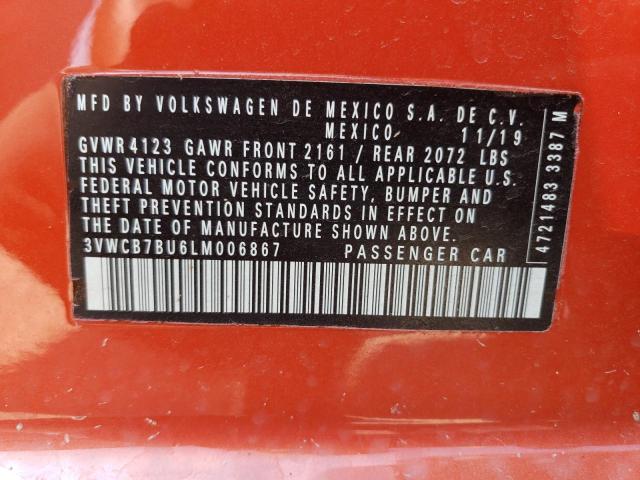 MFD BY VOLKSWAGEN DE MEXICO S.A. DE C.V.
MEXICO 11/19
GVWR 4123 GAWR FRONT 2161 / REAR 2072 LBS
THIS VEHICLE CONFORMS TO ALL APPLICABLE U.S.
FEDERAL MOTOR VEHICLE SAFETY, BUMPER AND
THEFT PREVENTION STANDARDS IN EFFECT ON
THE DATE OF MANUFACTURE SHOWN ABOVE.
3VWCB7BU6LM006867 PASSENGER CAR
4721483 3387 M